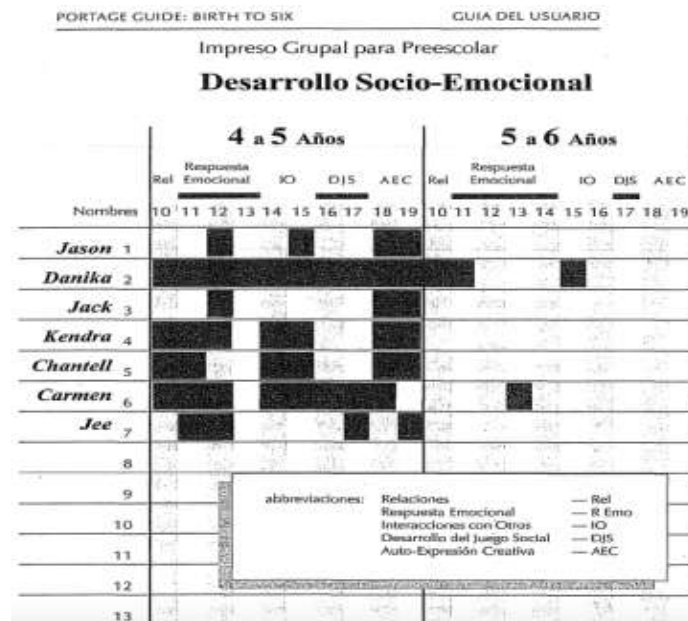 PORTAGE GUIDE: BIRTH TO SIX GUIA DEL USUARIO
Impreso Grupal para Preescolar
Desarrollo Socio-Emocional
4 a 5 Años 5 a 6 Años
Respuesta Respuesta
Rel Emocional IO DJS AEC Rel Emocional IO DJS AEC
Nombres 10 11 12 13 14 15 16 17 18 19 10 11 12 13 14 15 16 17 18 19
Jason 1
Danika 2
Jack 3
Kendra 4
Chantell 5
Carmen 6
Jee 7
8
9
10
11
12
13
abbreviaciones: Relaciones — Rel
Respuesta Emocional — R Emo
Interacciones con Otros — IO
Desarrollo del Juego Social — DJS
Auto-Expresión Creativa — AEC